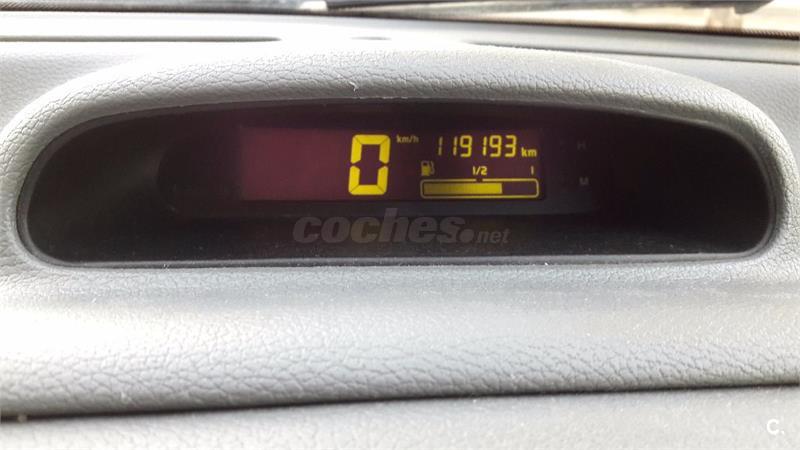 0 km/h 119193 km
1/2 1
H
M
coches.net
C.